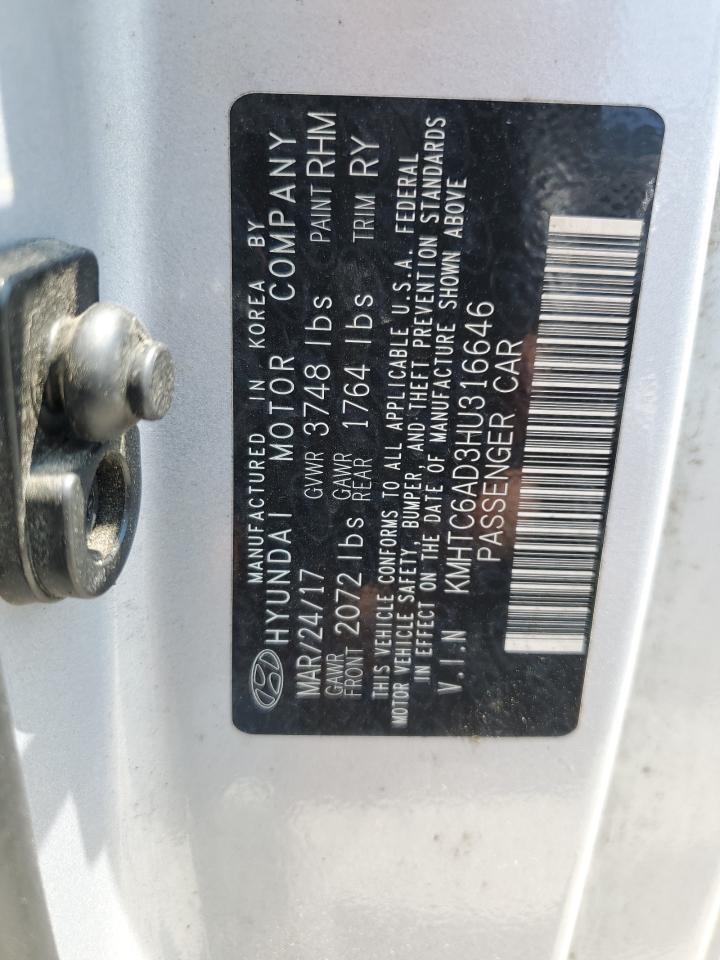 MANUFACTURED IN KOREA BY
HYUNDAI MOTOR COMPANY
MAR/24/17 GVWR 3748 lbs PAINT RHM
GAWR FRONT 2072 lbs GAWR REAR 1764 lbs TRIM RY
THIS VEHICLE CONFORMS TO ALL APPLICABLE U.S.A. FEDERAL
MOTOR VEHICLE SAFETY, BUMPER, AND THEFT PREVENTION STANDARDS
IN EFFECT ON THE DATE OF MANUFACTURE SHOWN ABOVE
V.I.N KMHTC6AD3HU316646
PASSENGER CAR